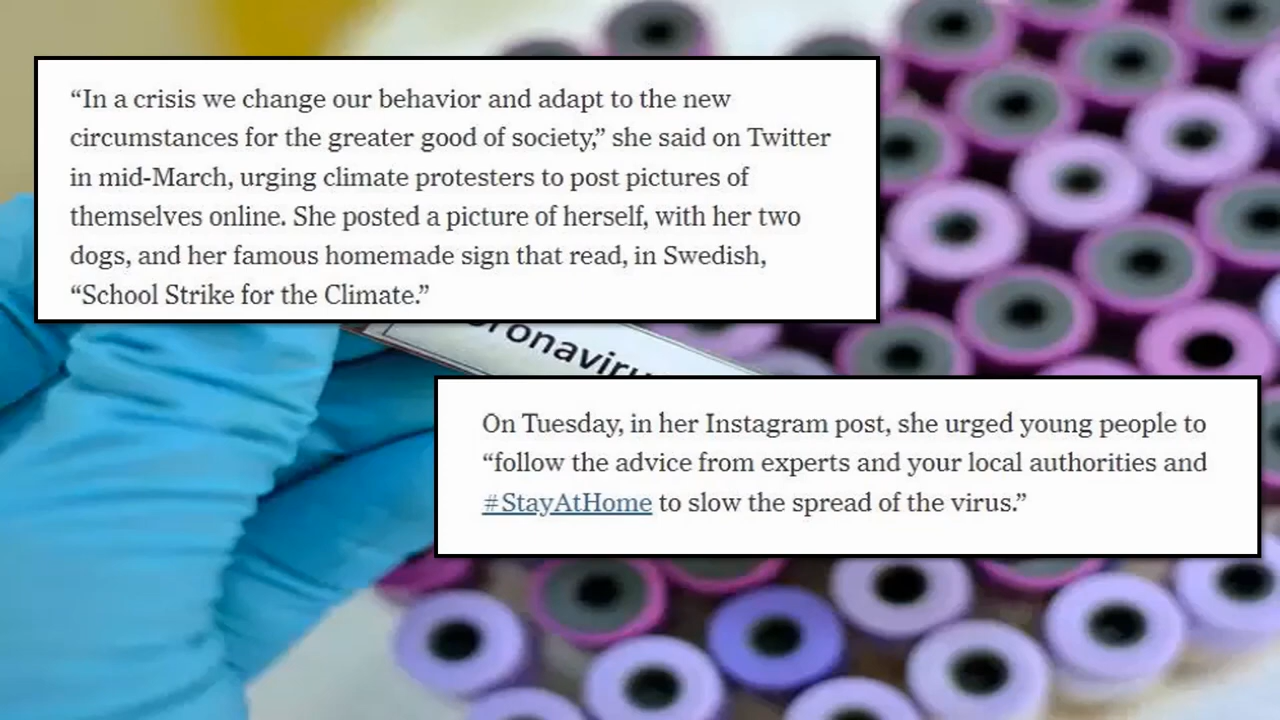 “In a crisis we change our behavior and adapt to the new
circumstances for the greater good of society,” she said on Twitter
in mid-March, urging climate protesters to post pictures of
themselves online. She posted a picture of herself, with her two
dogs, and her famous homemade sign that read, in Swedish,
“School Strike for the Climate.”
On Tuesday, in her Instagram post, she urged young people to
“follow the advice from experts and your local authorities and
#StayAtHome to slow the spread of the virus.”